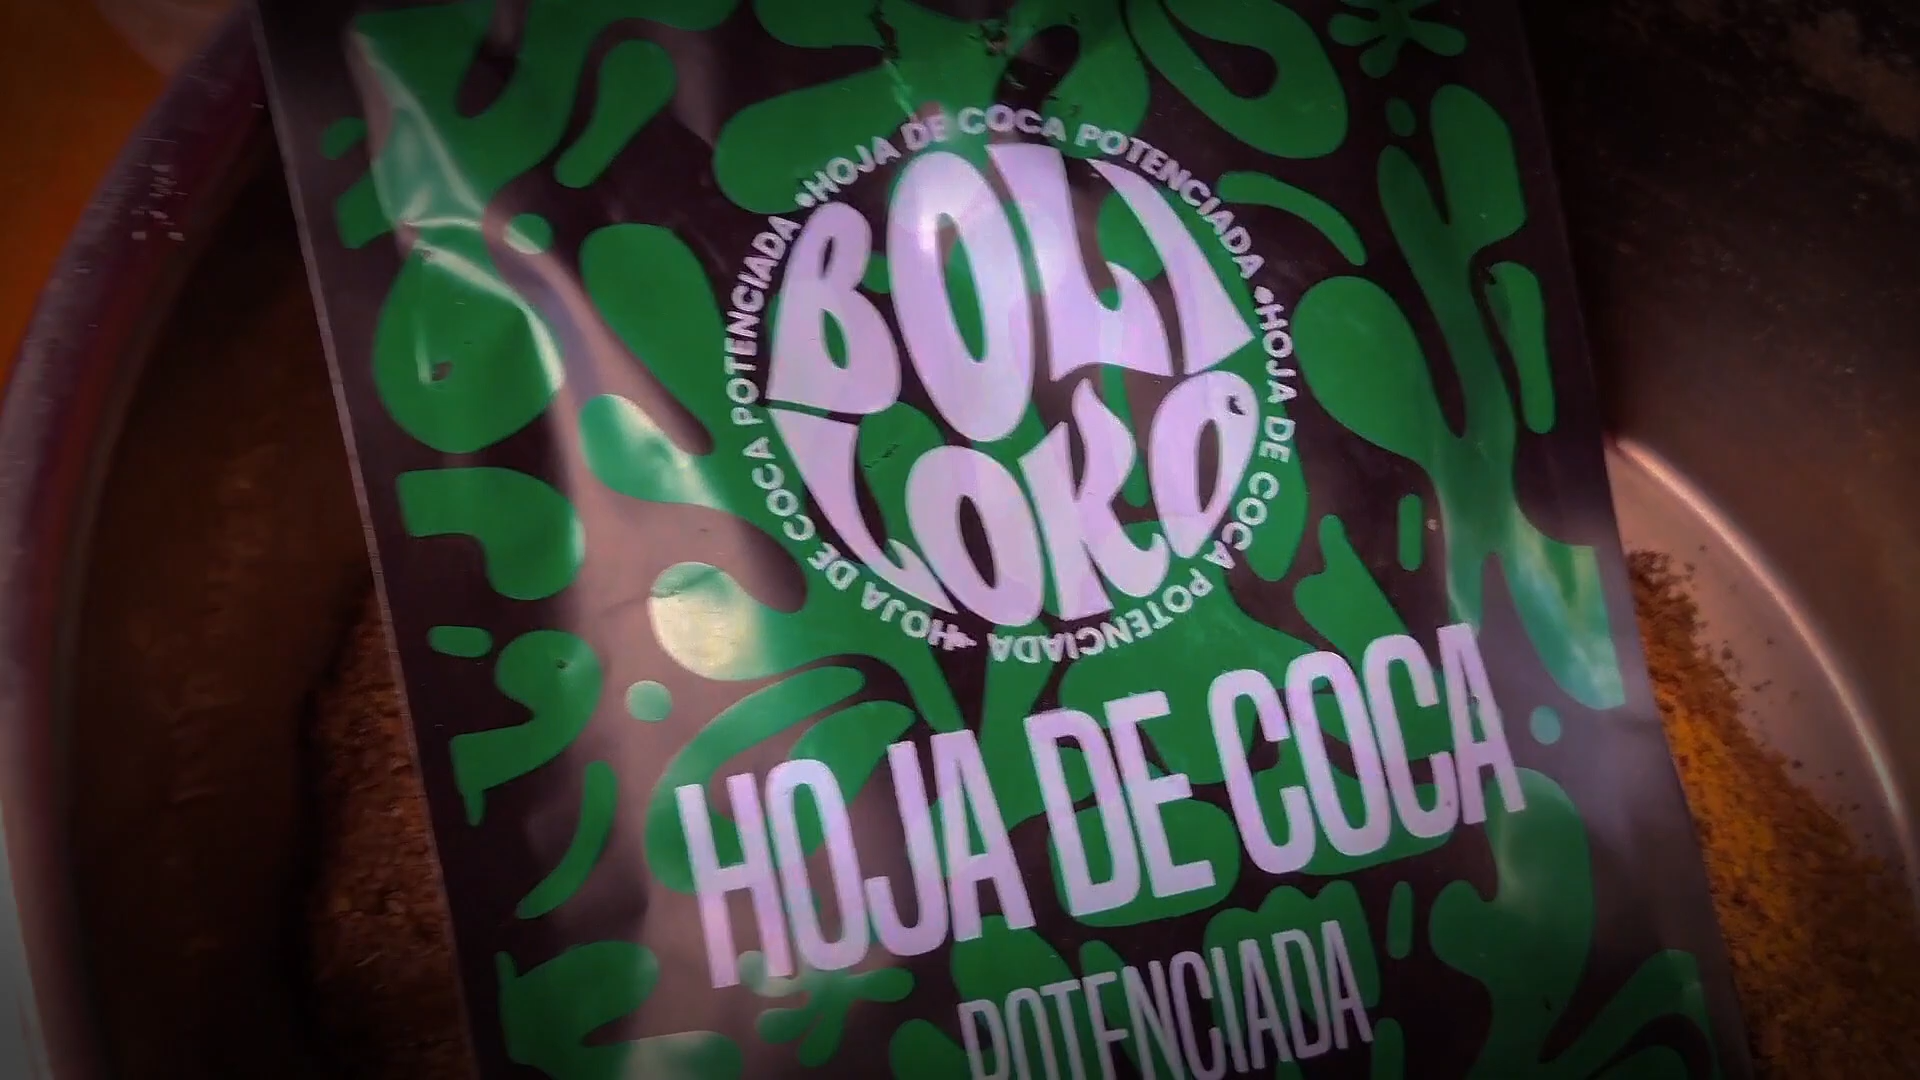 •HOJA DE COCA POTENCIADA •HOJA DE COCA POTENCIADA •HOJA DE COCA POTENCIADA
BOLI
LOKO
HOJA DE COCA
POTENCIADA